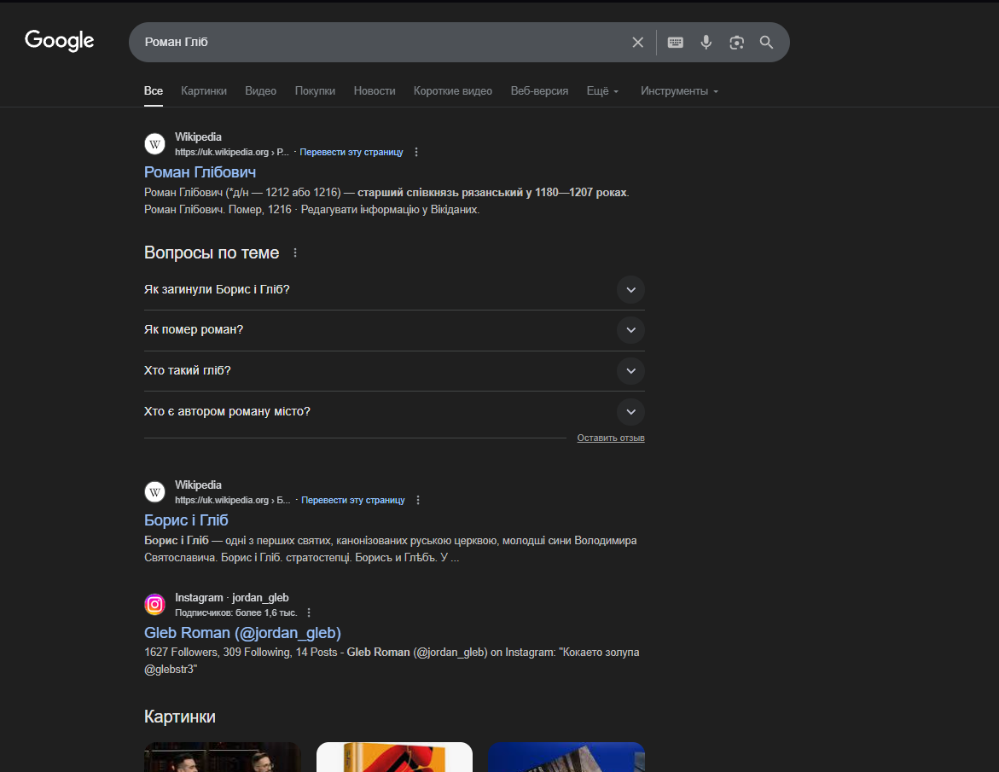 Google
Роман Гліб
Все Картинки Видео Покупки Новости Короткие видео Веб-версия Ещё Инструменты
W
Wikipedia
https://uk.wikipedia.org › Р... · Перевести эту страницу
Роман Глібович
Роман Глібович (*д/н — 1212 або 1216) — старший співкнязь рязанський у 1180—1207 роках.
Роман Глібович. Помер, 1216 · Редагувати інформацію у Вікіданих.
Вопросы по теме
Як загинули Борис і Гліб?
Як помер роман?
Хто такий гліб?
Хто є автором роману місто?
Оставить отзыв
W
Wikipedia
https://uk.wikipedia.org › Б... · Перевести эту страницу
Борис і Гліб
Борис і Гліб — одні з перших святих, канонізованих руською церквою, молодші сини Володимира
Святославича. Борис і Гліб. стратостепці. Борисъ и Глѣбъ. У ...
Instagram · jordan_gleb
Подписчиков: более 1,6 тыс.
Gleb Roman (@jordan_gleb)
1627 Followers, 309 Following, 14 Posts - Gleb Roman (@jordan_gleb) on Instagram: "Кокаето золупа
@glebstr3"
Картинки